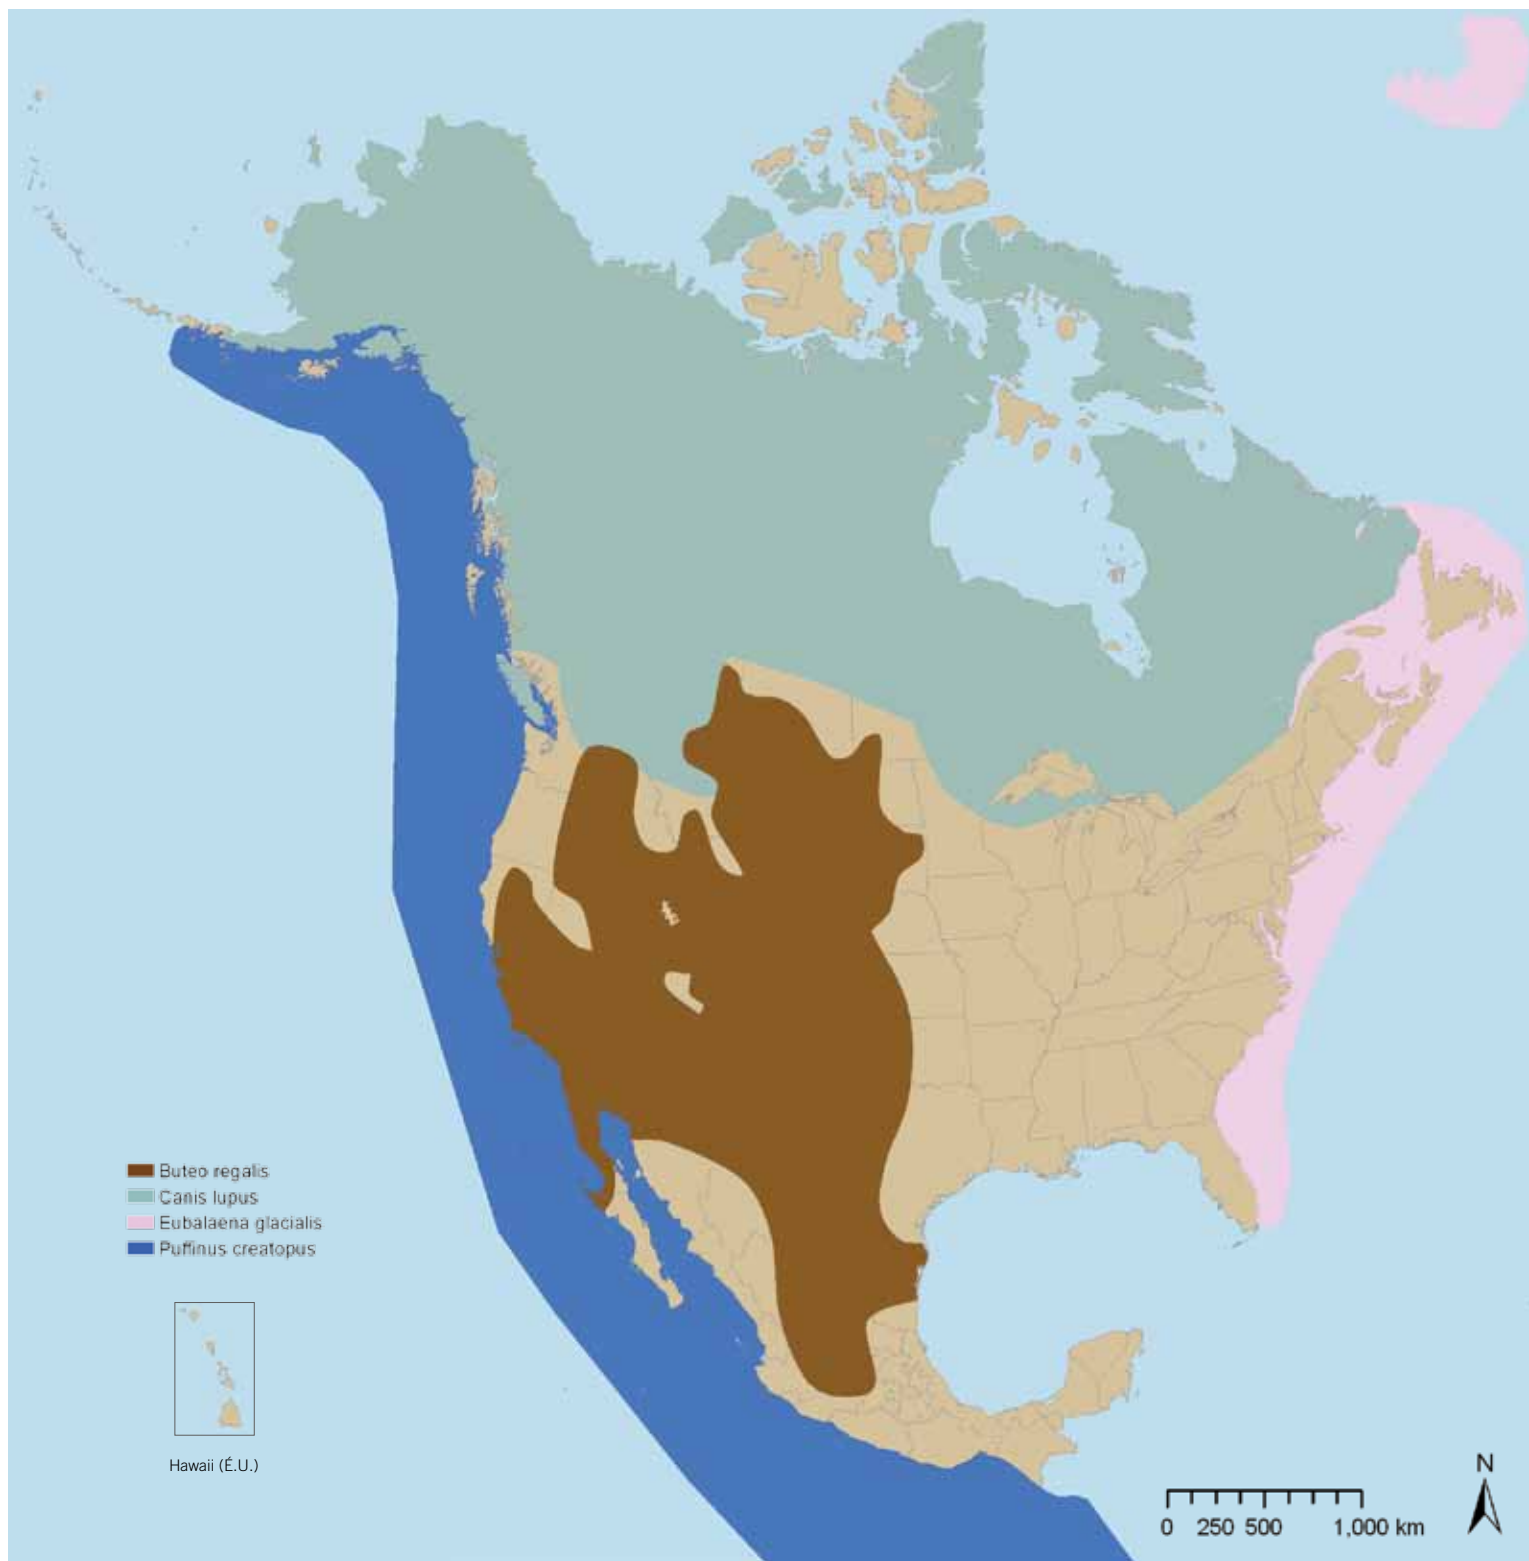 Buteo regalis
Canis lupus
Eubalaena glacialis
Puffinus creatopus
Hawaii (É.U.)
N
0 250 500 1,000 km